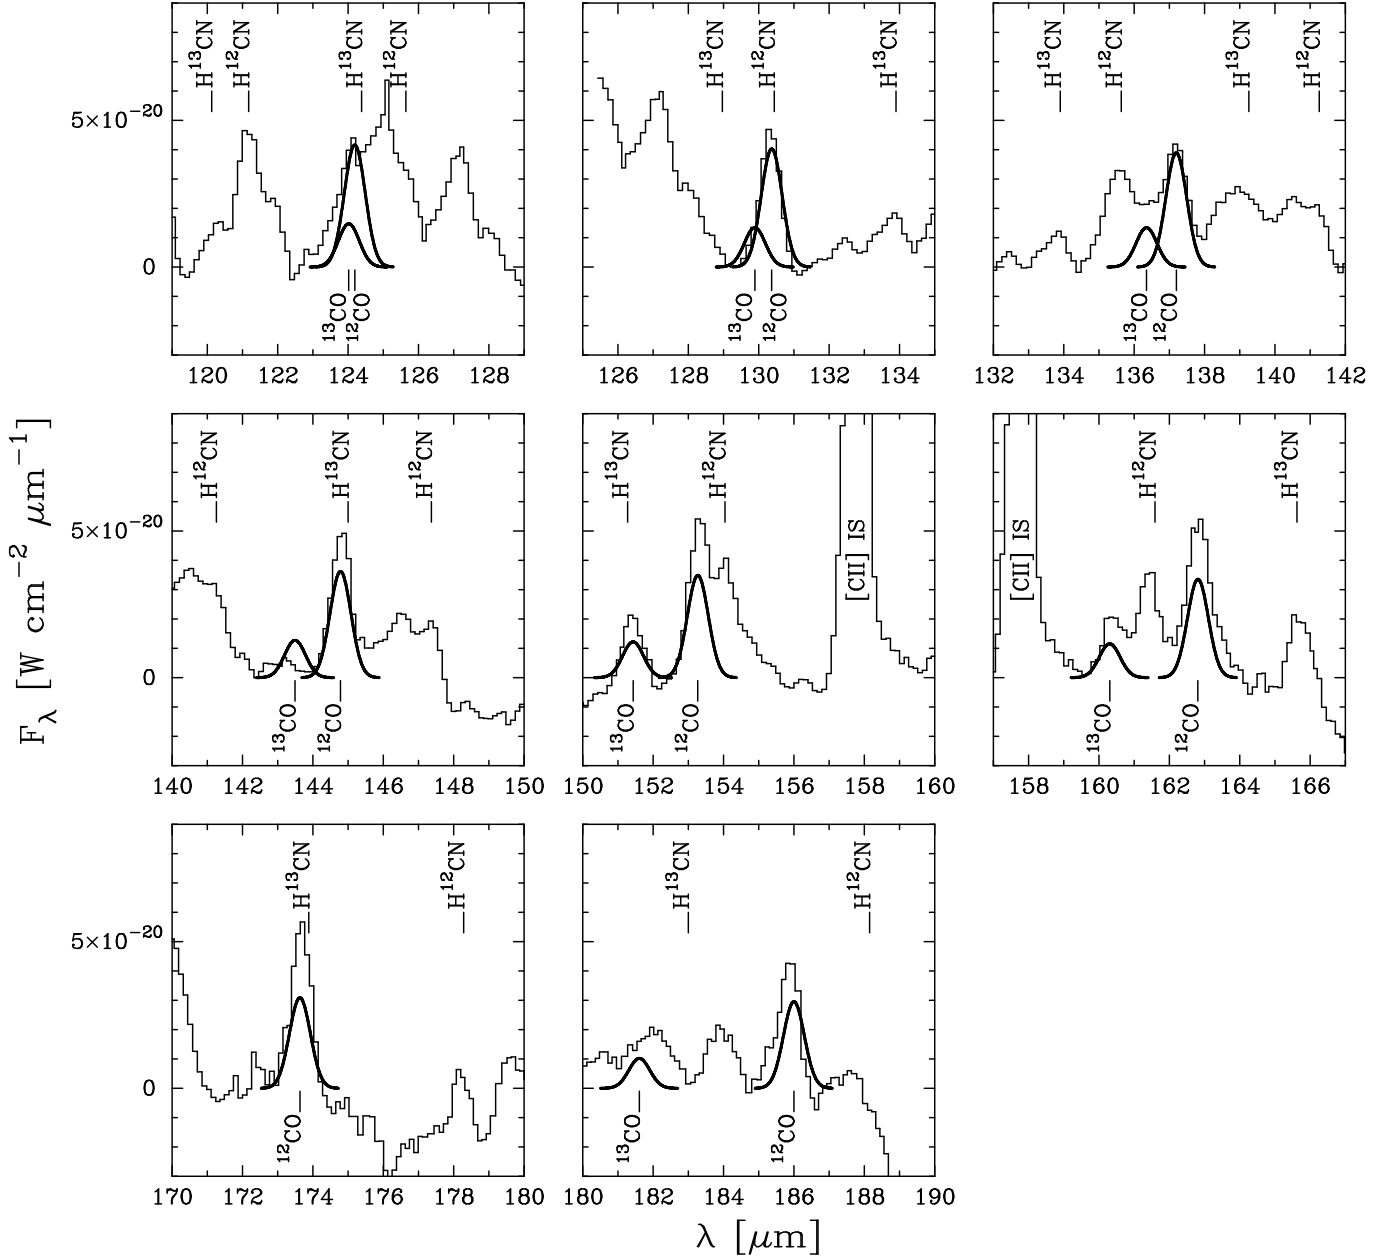 H¹³CN H¹²CN H¹³CN H¹²CN
5×10⁻²⁰
0
¹³CO ¹²CO
120 122 124 126 128
H¹³CN H¹²CN H¹³CN
¹³CO ¹²CO
126 128 130 132 134
H¹³CN H¹²CN H¹³CN H¹²CN
¹³CO ¹²CO
132 134 136 138 140 142
F_λ [W cm⁻² μm⁻¹]
H¹²CN H¹³CN H¹²CN
5×10⁻²⁰
0
¹³CO ¹²CO
140 142 144 146 148 150
H¹³CN H¹²CN
[CII] IS
¹³CO ¹²CO
150 152 154 156 158 160
[CII] IS
H¹²CN H¹³CN
¹³CO ¹²CO
158 160 162 164 166
H¹³CN H¹²CN
5×10⁻²⁰
0
¹²CO
170 172 174 176 178 180
H¹³CN H¹²CN
¹³CO ¹²CO
180 182 184 186 188 190
λ [μm]